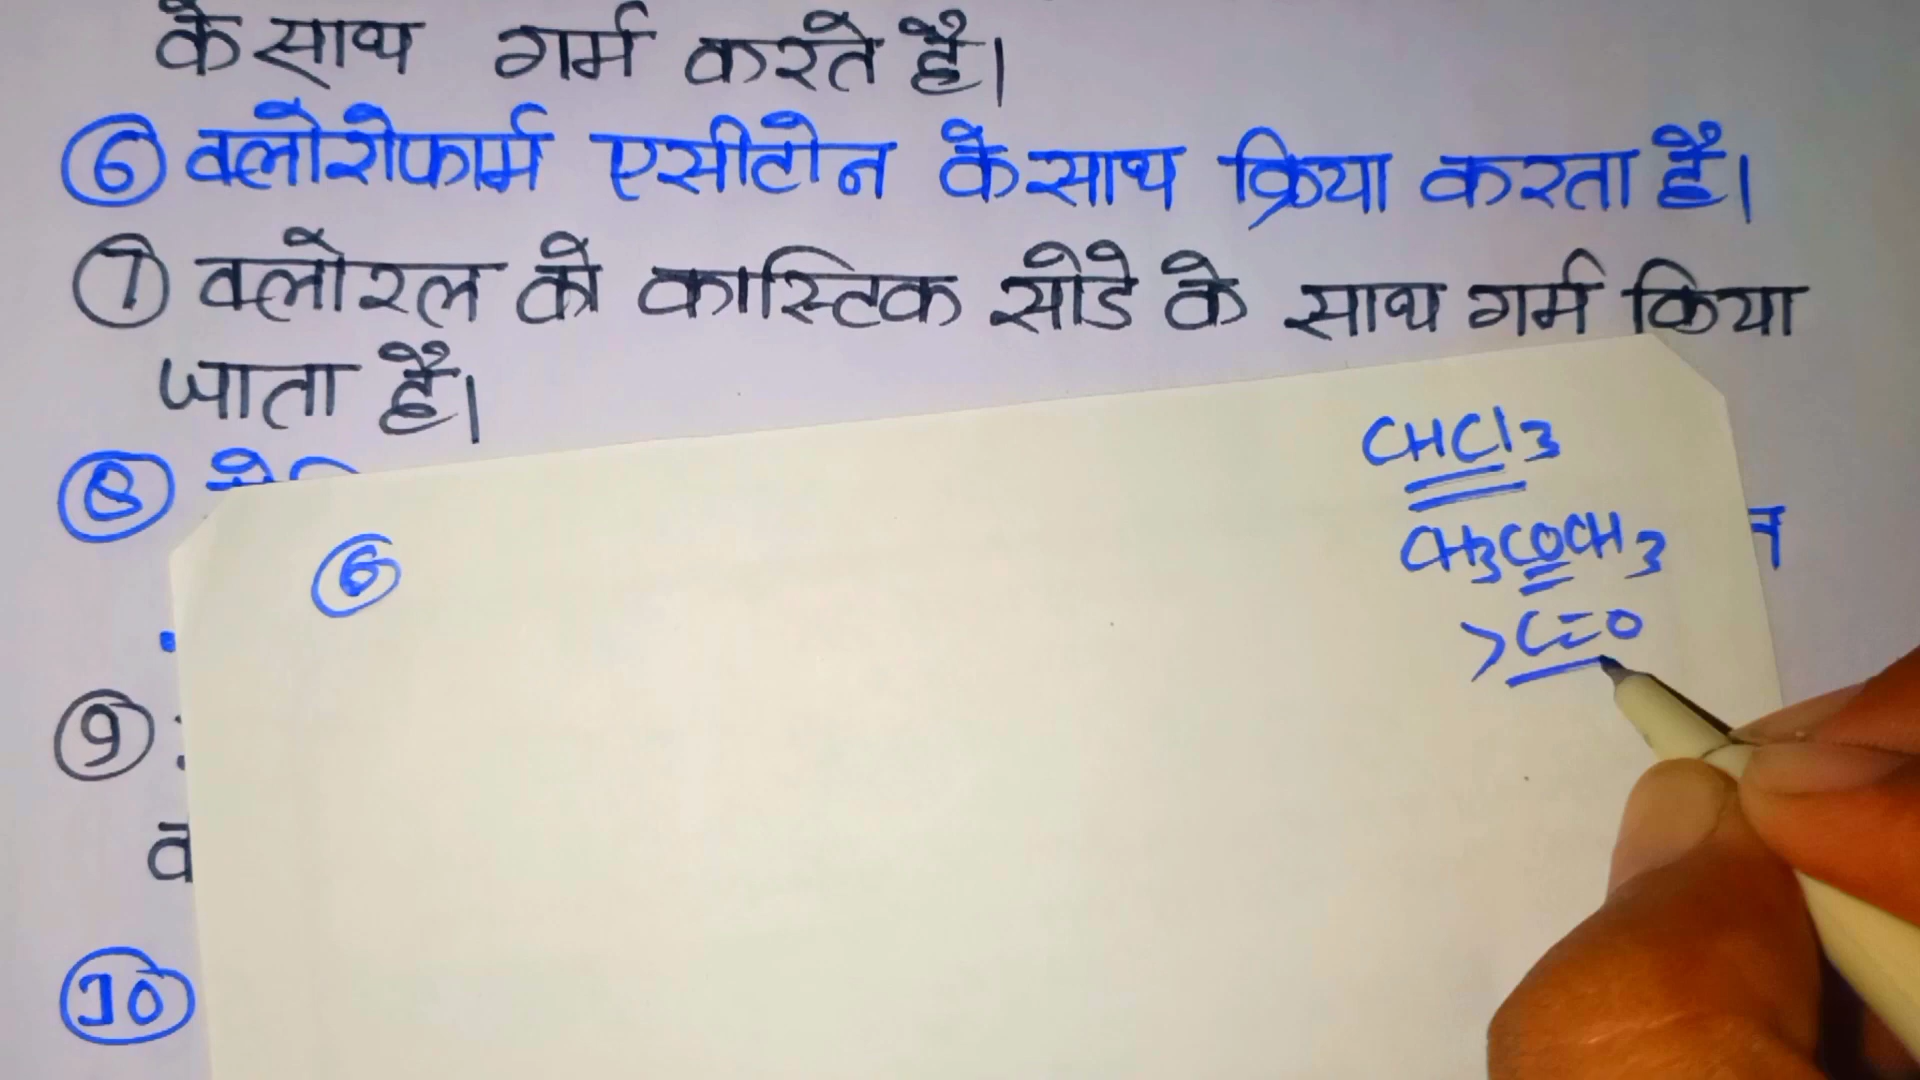 के साथ गर्म करते है।
6 क्लोरोफार्म एसीटोन के साथ क्रिया करता है।
7 क्लोरल को कास्टिक सोडे के साथ गर्म किया
जाता है।
8
6
CHCl3
CH3COCH3
>C=O
9
10